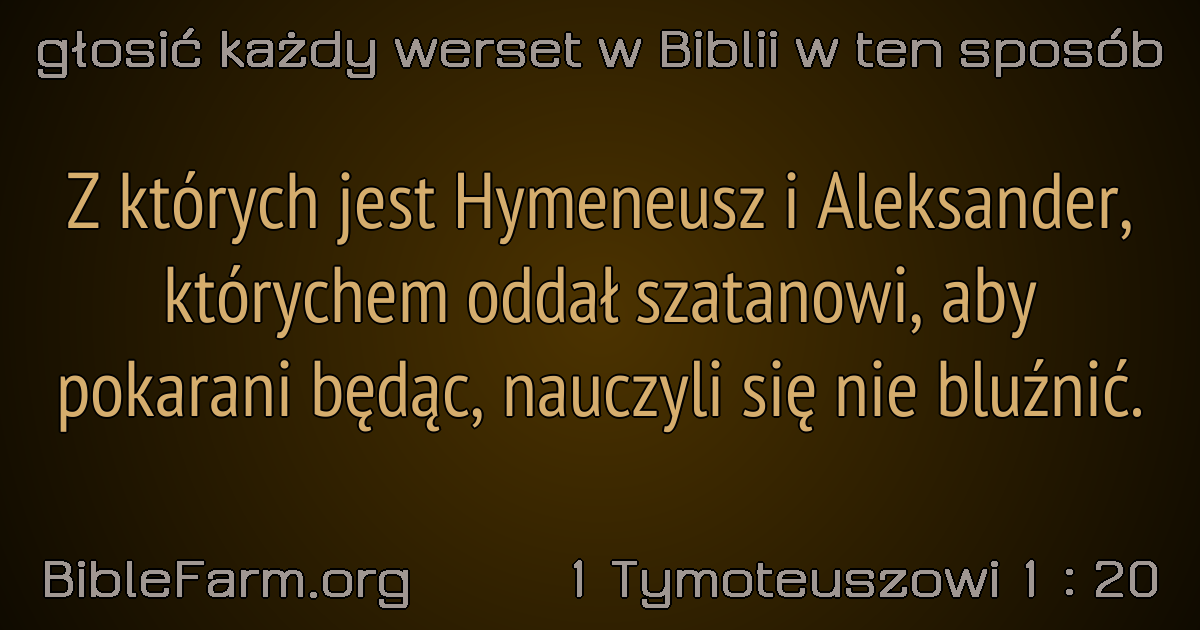 głosić każdy werset w Biblii w ten sposób
Z których jest Hymeneusz i Aleksander,
którychem oddał szatanowi, aby
pokarani będąc, nauczyli się nie bluźnić.
BibleFarm.org 1 Tymoteuszowi 1 : 20